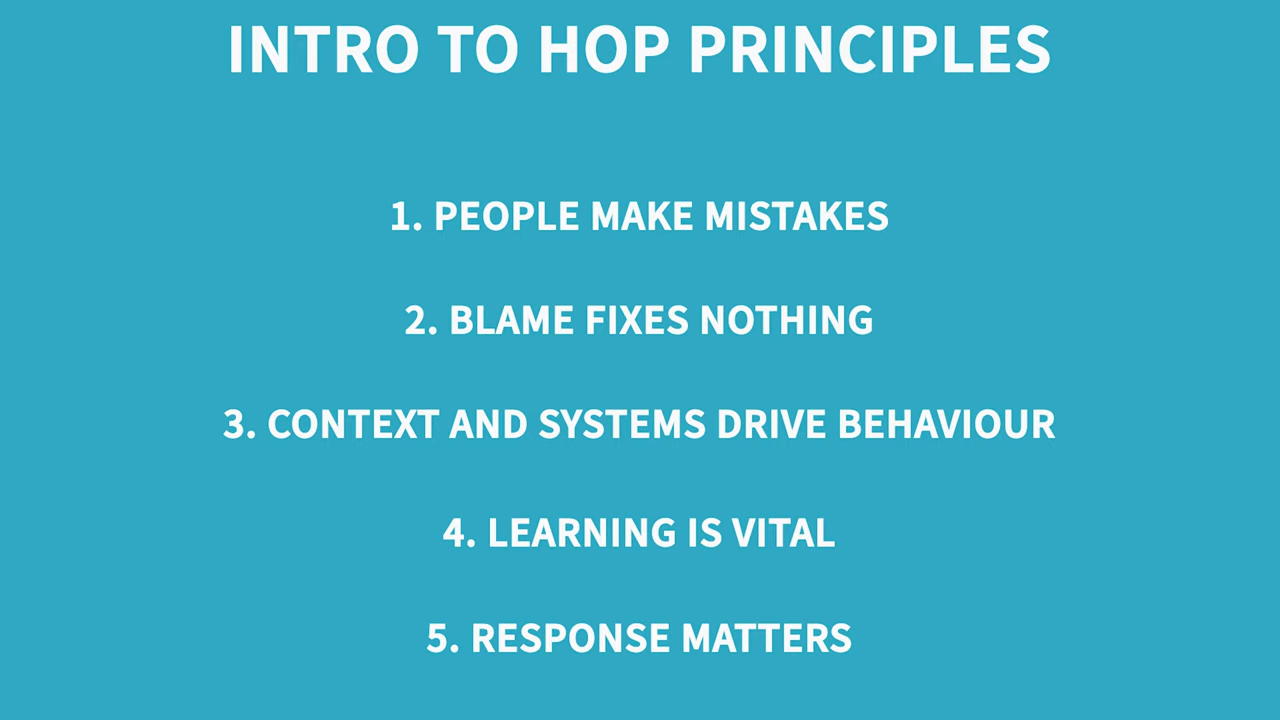 INTRO TO HOP PRINCIPLES
1. PEOPLE MAKE MISTAKES
2. BLAME FIXES NOTHING
3. CONTEXT AND SYSTEMS DRIVE BEHAVIOUR
4. LEARNING IS VITAL
5. RESPONSE MATTERS